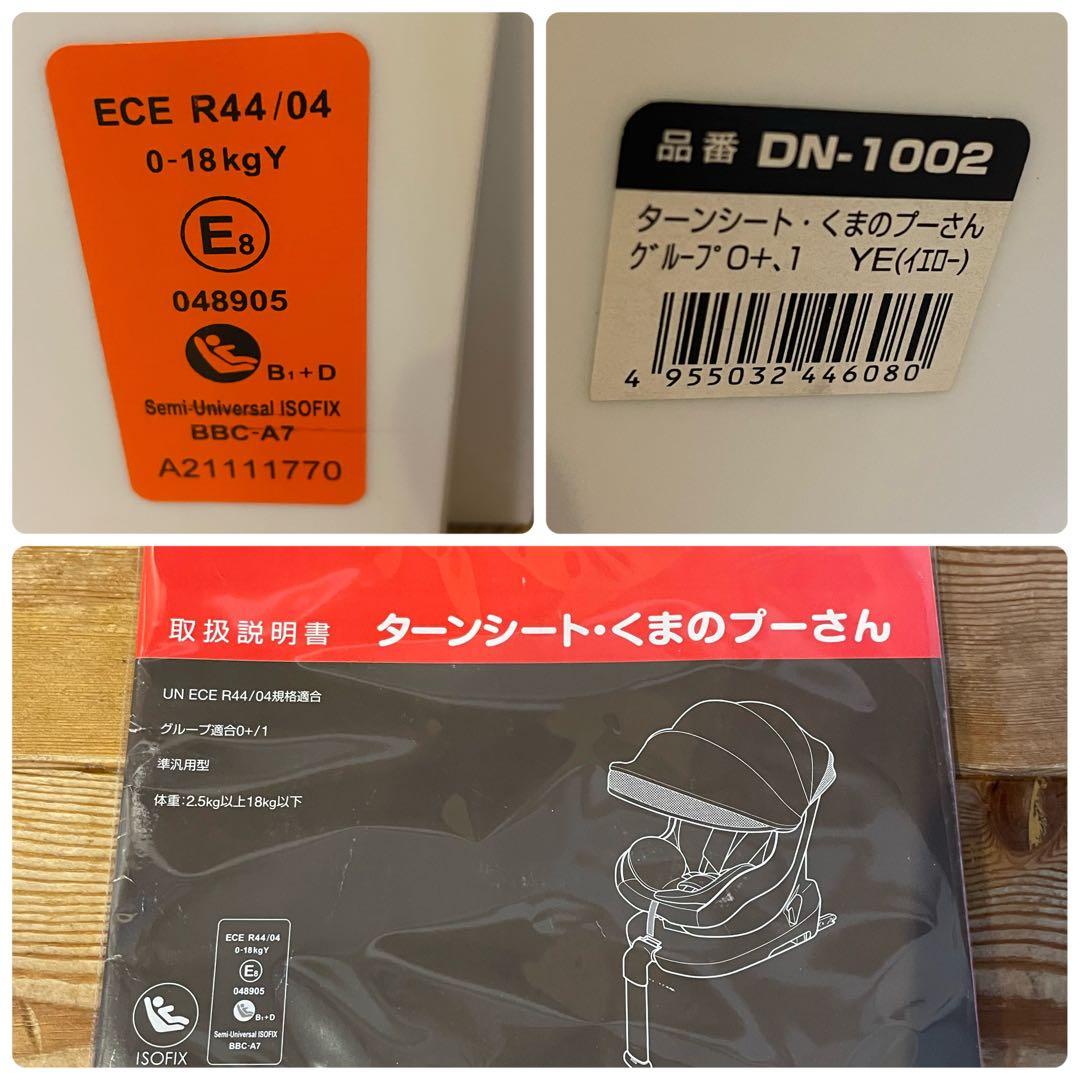 ECE R44/04
0-18kgY
E8
048905
B1+D
Semi-Universal ISOFIX
BBC-A7
A21111770
品番 DN-1002
ターンシート・くまのプーさん
グループ0+、1 YE(イエロー)
4 955032 446080
取扱説明書 ターンシート・くまのプーさん
UN ECE R44/04規格適合
グループ適合0+/1
準汎用型
体重:2.5kg以上18kg以下
ECE R44/04
0-18kgY
E8
048905
B1+D
Semi-Universal ISOFIX
BBC-A7
ISOFIX